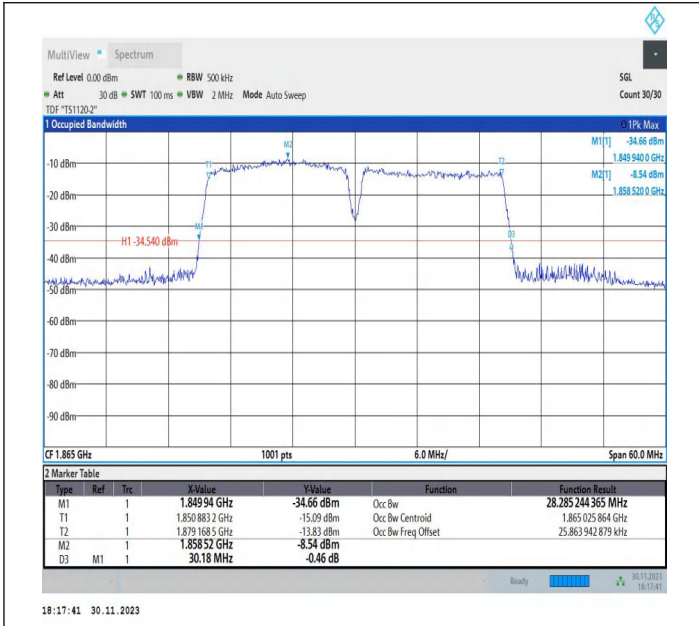 MultiView Spectrum
Ref Level 0.00 dBm RBW 500 kHz SGL
Att 30 dB SWT 100 ms VBW 2 MHz Mode Auto Sweep Count 30/30
TDF "TS1120-2"
1 Occupied Bandwidth 1Pk Max
M1[1] -34.66 dBm
1.849 940 0 GHz
M2[1] -8.54 dBm
1.858 520 0 GHz
M2
T1
T2
-10 dBm
-20 dBm
M1
-30 dBm
D3
H1 -34.540 dBm
-40 dBm
-50 dBm
-60 dBm
-70 dBm
-80 dBm
-90 dBm
CF 1.865 GHz 1001 pts 6.0 MHz/ Span 60.0 MHz
2 Marker Table
Type Ref Trc X-Value Y-Value Function Function Result
M1 1 1.849 94 GHz -34.66 dBm Occ Bw 28.285 244 365 MHz
T1 1 1.850 883 2 GHz -15.09 dBm Occ Bw Centroid 1.865 025 864 GHz
T2 1 1.879 168 5 GHz -13.83 dBm Occ Bw Freq Offset 25.863 942 879 kHz
M2 1 1.858 52 GHz -8.54 dBm
D3 M1 1 30.18 MHz -0.46 dB
Ready 30.11.2023
18:17:41
18:17:41 30.11.2023